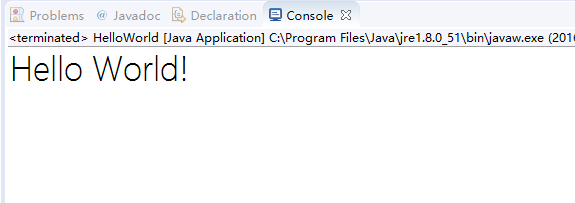 Problems @ Javadoc Declaration Console
<terminated> HelloWorld [Java Application] C:\Program Files\Java\jre1.8.0_51\bin\javaw.exe (2016
Hello World!